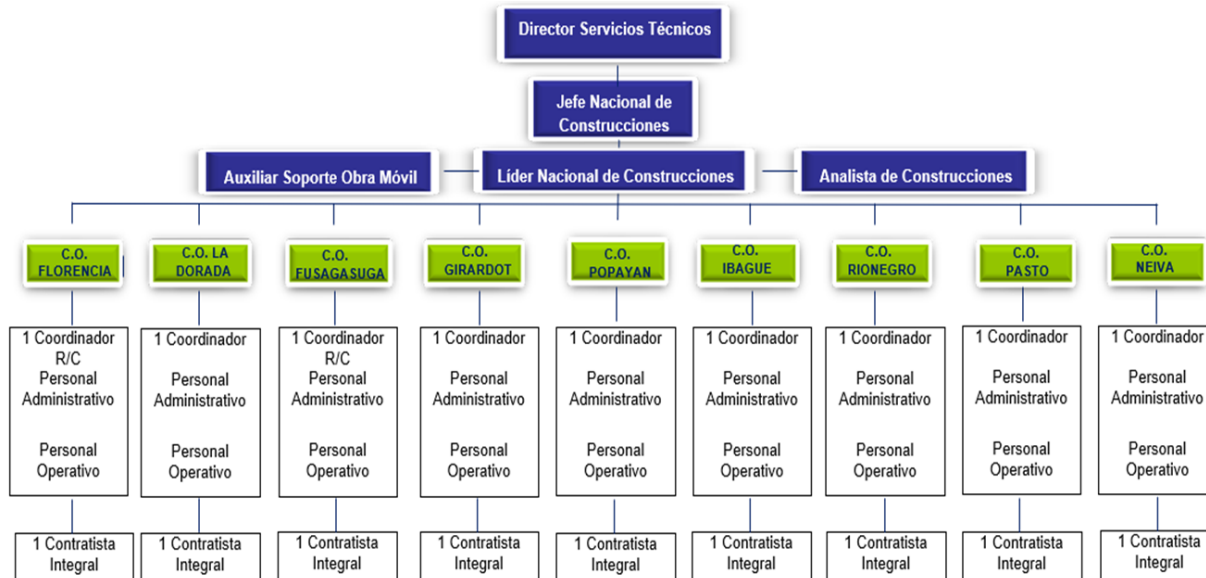 Director Servicios Técnicos
Jefe Nacional de
Construcciones
Auxiliar Soporte Obra Móvil
Líder Nacional de Construcciones
Analista de Construcciones
C.O.
FLORENCIA
C.O. LA
DORADA
C.O.
FUSAGASUGA
C.O.
GIRARDOT
C.O.
POPAYAN
C.O.
IBAGUE
C.O.
RIONEGRO
C.O.
PASTO
C.O.
NEIVA
1 Coordinador
R/C
Personal
Administrativo
Personal
Operativo
1 Coordinador
Personal
Administrativo
Personal
Operativo
1 Coordinador
R/C
Personal
Administrativo
Personal
Operativo
1 Coordinador
Personal
Administrativo
Personal
Operativo
1 Coordinador
Personal
Administrativo
Personal
Operativo
1 Coordinador
Personal
Administrativo
Personal
Operativo
1 Coordinador
Personal
Administrativo
Personal
Operativo
1 Coordinador
Personal
Administrativo
Personal
Operativo
1 Coordinador
Personal
Administrativo
Personal
Operativo
1 Contratista
Integral
1 Contratista
Integral
1 Contratista
Integral
1 Contratista
Integral
1 Contratista
Integral
1 Contratista
Integral
1 Contratista
Integral
1 Contratista
Integral
1 Contratista
Integral